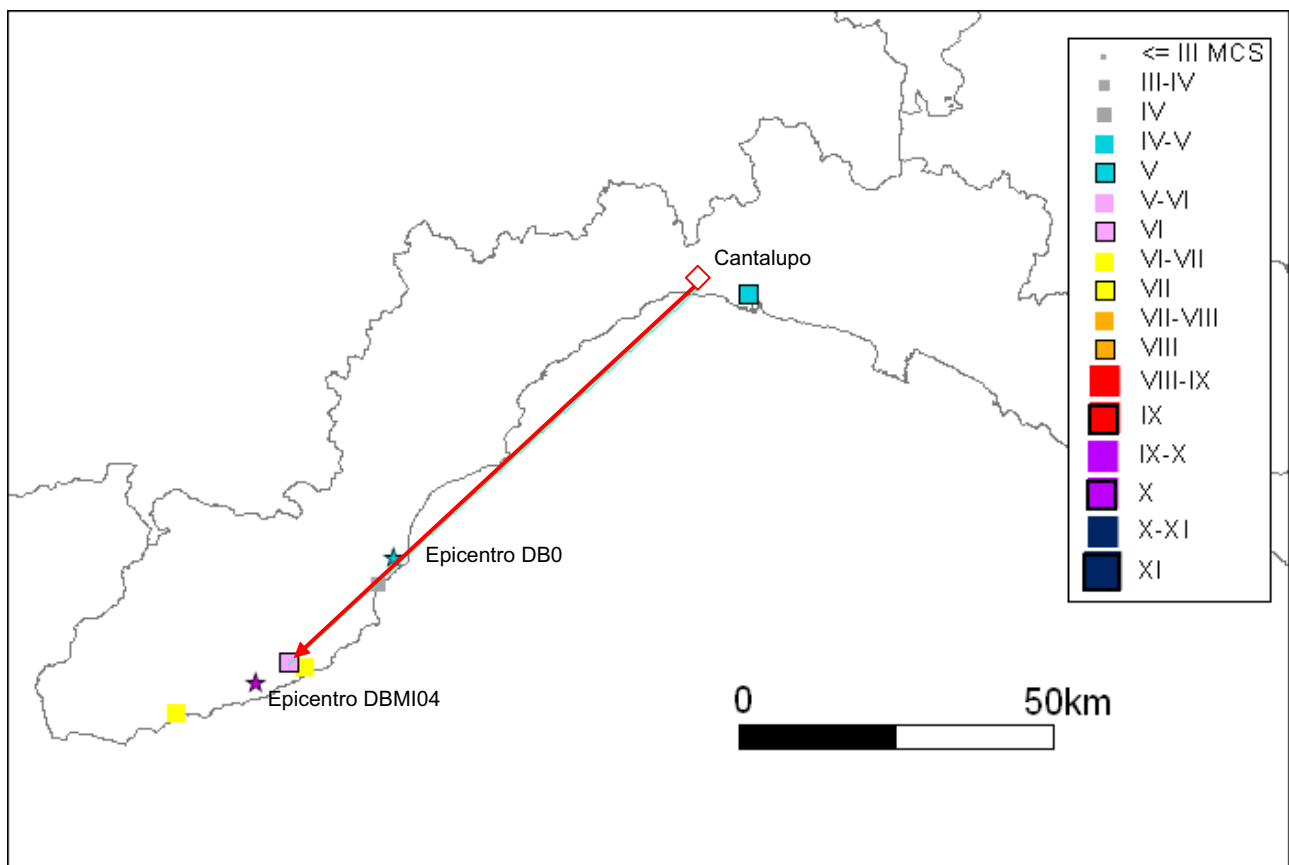 <= III MCS
III-IV
IV
IV-V
V
V-VI
VI
VI-VII
VII
VII-VIII
VIII
VIII-IX
IX
IX-X
X
X-XI
XI
Cantalupo
Epicentro DB0
Epicentro DBMI04
0 50km